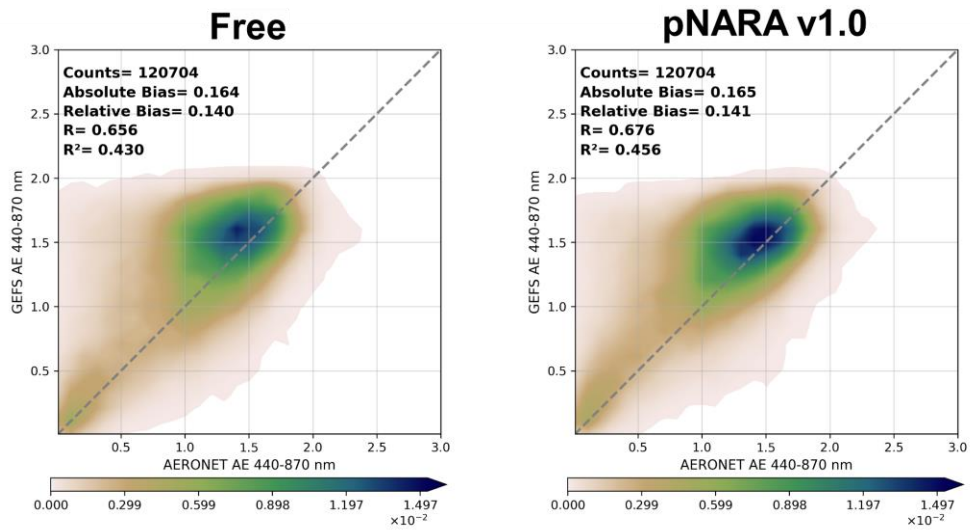 Free
3.0
Counts= 120704
Absolute Bias= 0.164
2.5
Relative Bias= 0.140
R= 0.656
R²= 0.430
2.0
1.5
1.0
0.5
GEFS AE 440-870 nm
0.5 1.0 1.5 2.0 2.5 3.0
AERONET AE 440-870 nm
0.000 0.299 0.599 0.898 1.197 1.497
×10⁻²
pNARA v1.0
3.0
Counts= 120704
Absolute Bias= 0.165
2.5
Relative Bias= 0.141
R= 0.676
R²= 0.456
2.0
1.5
1.0
0.5
GEFS AE 440-870 nm
0.5 1.0 1.5 2.0 2.5 3.0
AERONET AE 440-870 nm
0.000 0.299 0.599 0.898 1.197 1.497
×10⁻²